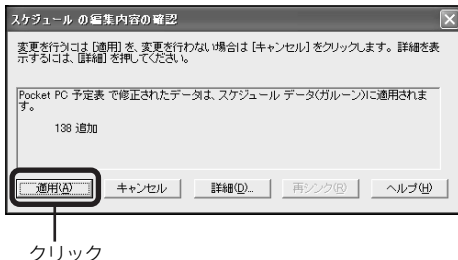 スケジュール の編集内容の確認
変更を行うには [適用] を、変更を行わない場合は [キャンセル] をクリックします。詳細を表
示するには、[詳細] を押してください。
Pocket PC 予定表 で修正されたデータは、スケジュール データ(ガルーン)に適用されま
す。
138 追加
適用(A)
キャンセル
詳細(D)...
再シンク(R)
ヘルプ(H)
クリック